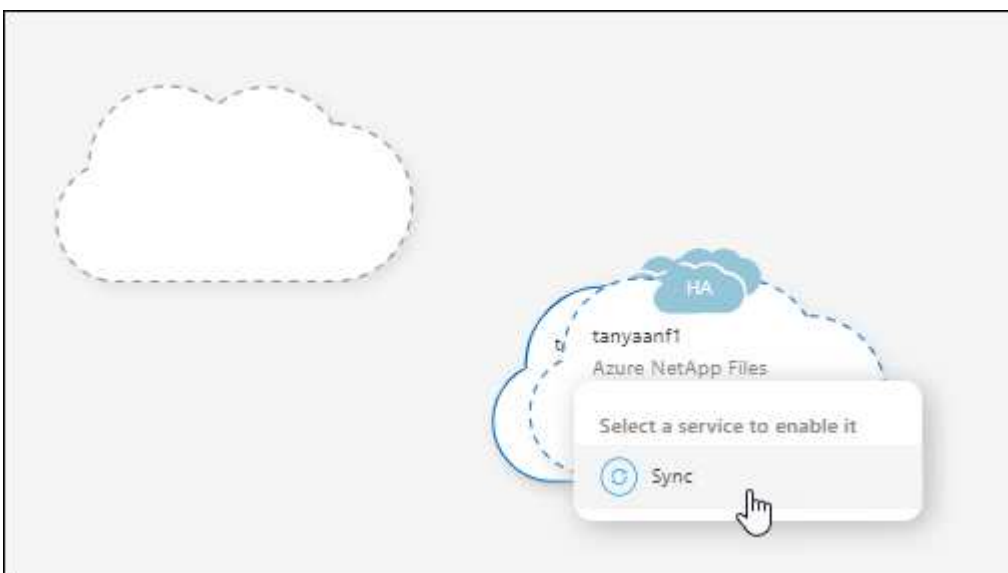 HA
tanyaanf1
Azure NetApp Files
Select a service to enable it
Sync